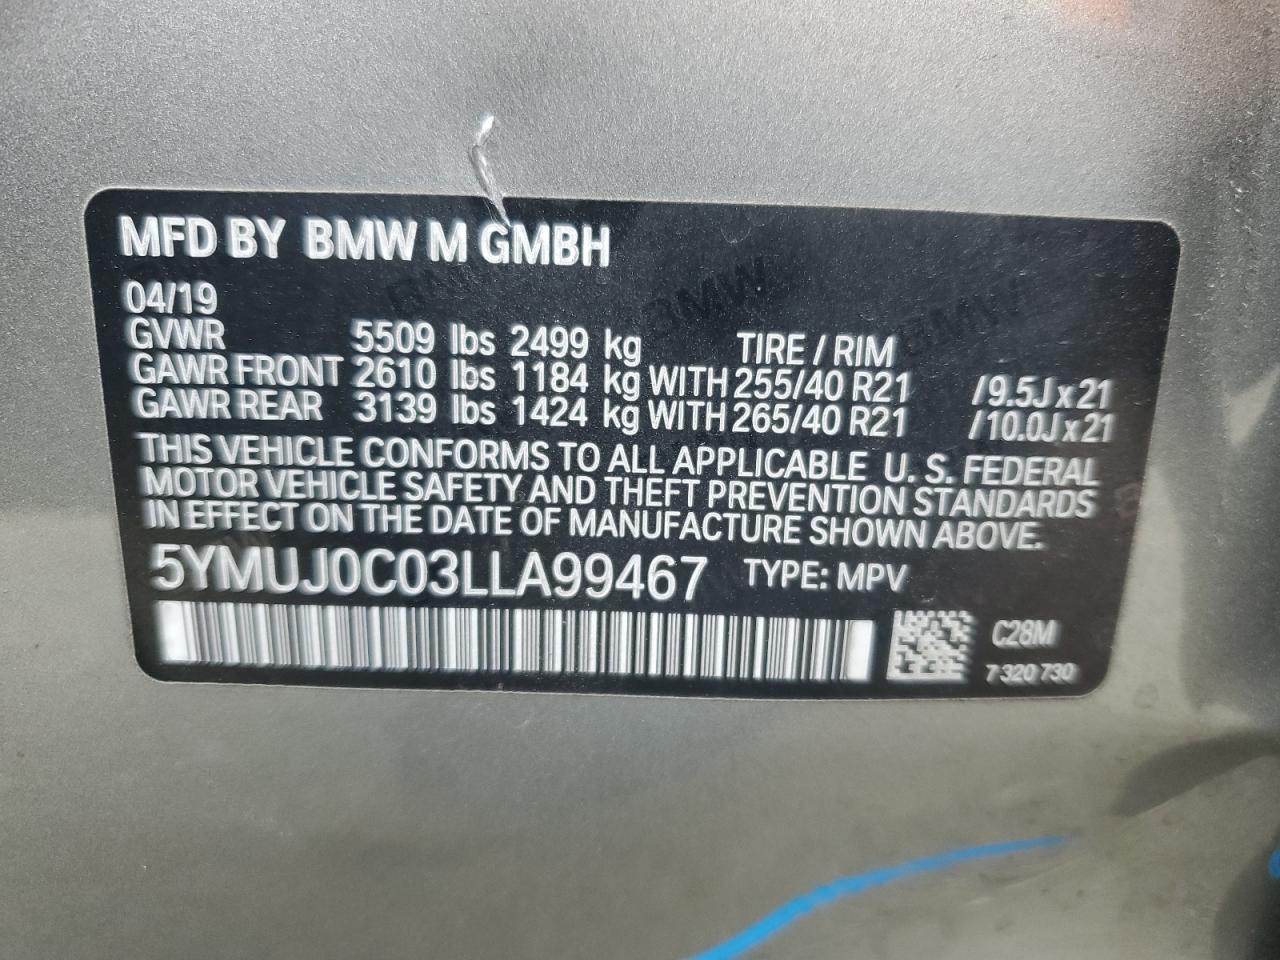 MFD BY BMW M GMBH
04/19
GVWR 5509 lbs 2499 kg TIRE / RIM
GAWR FRONT 2610 lbs 1184 kg WITH 255/40 R21 /9.5J x 21
GAWR REAR 3139 lbs 1424 kg WITH 265/40 R21 /10.0J x 21
THIS VEHICLE CONFORMS TO ALL APPLICABLE U. S. FEDERAL
MOTOR VEHICLE SAFETY AND THEFT PREVENTION STANDARDS
IN EFFECT ON THE DATE OF MANUFACTURE SHOWN ABOVE.
5YMUJ0C03LLA99467 TYPE: MPV
C28M
7 320 730
BMW
BMW
BMW